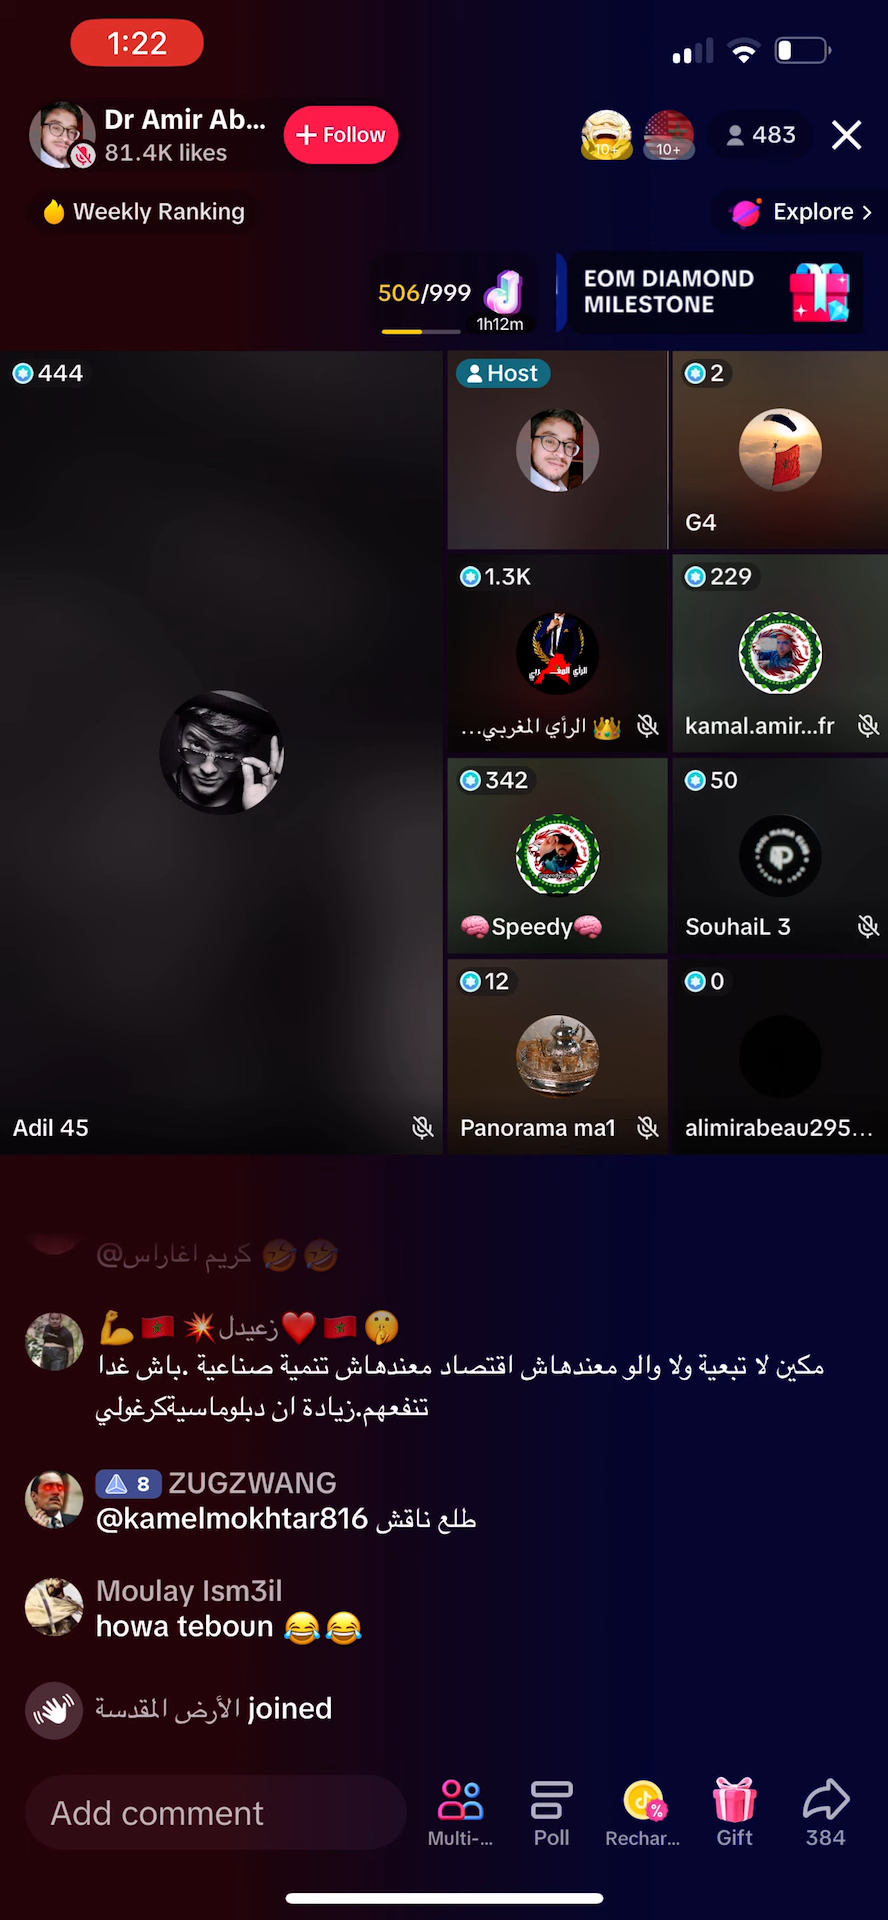 1:22
Dr Amir Ab...
81.4K likes
+ Follow
10+
10+
483
Weekly Ranking
Explore >
506/999
1h12m
EOM DIAMOND
MILESTONE
444
Host
2
G4
1.3K
229
الرأي المغربي...
kamal.amir...fr
342
50
🧠Speedy🧠
SouhaiL 3
12
0
Adil 45
Panorama ma1
alimirabeau295...
@كريم اغاراس 🤣🤣
💪🇲🇦💥زعيدل❤️🇲🇦🤫
مكين لا تبعية ولا والو معندهاش اقتصاد معندهاش تنمية صناعية .باش غدا
تنفعهم.زيادة ان دبلوماسيةكرغولي
8 ZUGZWANG
@kamelmokhtar816 طلع ناقش
Moulay Ism3il
howa teboun 😂😂
الأرض المقدسة joined
Add comment
Multi-...
Poll
Rechar...
Gift
384